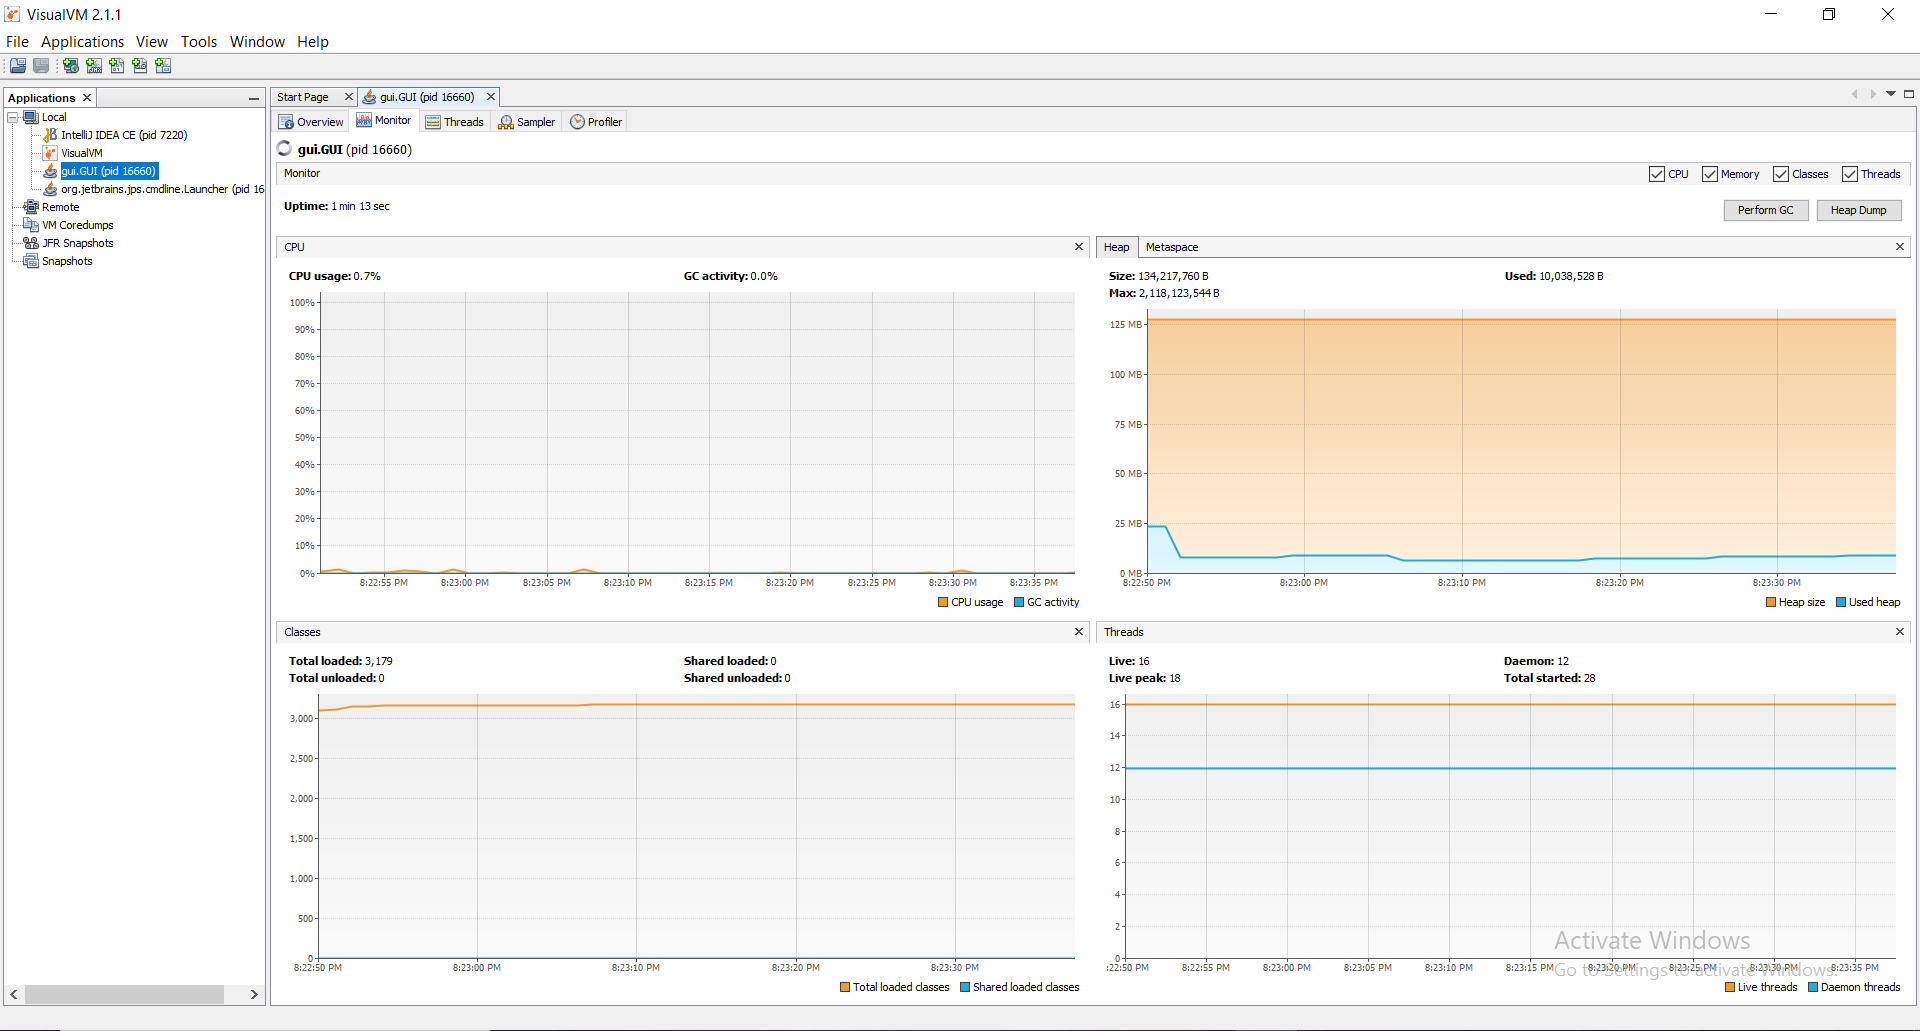 VisualVM 2.1.1
File Applications View Tools Window Help
Applications
Local
IntelliJ IDEA CE (pid 7220)
VisualVM
gui.GUI (pid 16660)
org.jetbrains.jps.cmdline.Launcher (pid 16
Remote
VM Coredumps
JFR Snapshots
Snapshots
Start Page gui.GUI (pid 16660)
Overview Monitor Threads Sampler Profiler
gui.GUI (pid 16660)
Monitor CPU Memory Classes Threads
Uptime: 1 min 13 sec
Perform GC Heap Dump
CPU
CPU usage: 0.7% GC activity: 0.0%
100%
90%
80%
70%
60%
50%
40%
30%
20%
10%
0%
8:22:55 PM 8:23:00 PM 8:23:05 PM 8:23:10 PM 8:23:15 PM 8:23:20 PM 8:23:25 PM 8:23:30 PM 8:23:35 PM
CPU usage GC activity
Heap Metaspace
Size: 134,217,760 B Used: 10,038,528 B
Max: 2,118,123,544 B
125 MB
100 MB
75 MB
50 MB
25 MB
0 MB
8:22:50 PM 8:23:00 PM 8:23:10 PM 8:23:20 PM 8:23:30 PM
Heap size Used heap
Classes
Total loaded: 3,179 Shared loaded: 0
Total unloaded: 0 Shared unloaded: 0
3,000
2,500
2,000
1,500
1,000
500
0
8:22:50 PM 8:23:00 PM 8:23:10 PM 8:23:20 PM 8:23:30 PM
Total loaded classes Shared loaded classes
Threads
Live: 16 Daemon: 12
Live peak: 18 Total started: 28
16
14
12
10
8
6
4
2
0
:22:50 PM 8:22:55 PM 8:23:00 PM 8:23:05 PM 8:23:10 PM 8:23:15 PM 8:23:20 PM 8:23:25 PM 8:23:30 PM 8:23:35 PM
Live threads Daemon threads
Activate Windows
Go to Settings to activate Windows.